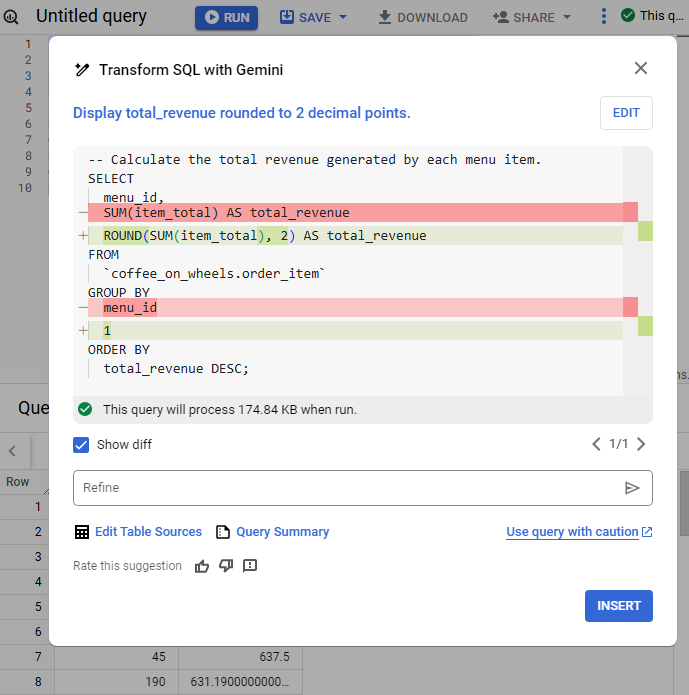 Untitled query RUN SAVE DOWNLOAD SHARE This q...
1
2
3
4
5
6
7
8
9
10
Transform SQL with Gemini
Display total_revenue rounded to 2 decimal points.
EDIT
-- Calculate the total revenue generated by each menu item.
SELECT
menu_id,
− SUM(item_total) AS total_revenue
+ ROUND(SUM(item_total), 2) AS total_revenue
FROM
`coffee_on_wheels.order_item`
GROUP BY
− menu_id
+ 1
ORDER BY
total_revenue DESC;
This query will process 174.84 KB when run.
Show diff
1/1
Refine
Edit Table Sources Query Summary Use query with caution
Rate this suggestion
INSERT
Que
ns.
Row
1
2
3
4
5
6
7 45 637.5
8 190 631.1900000000...